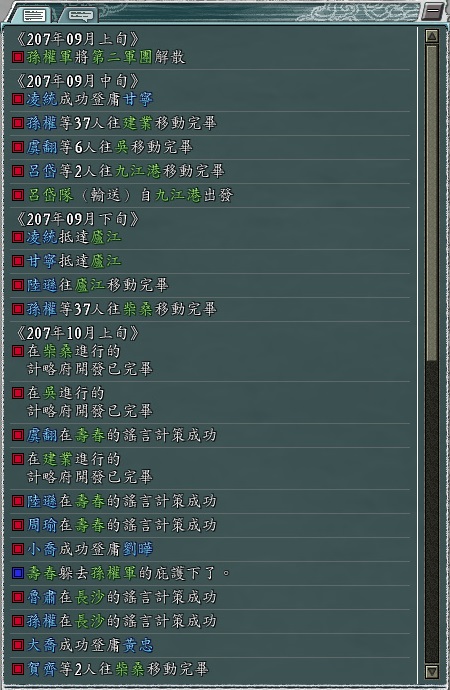 《207年09月上旬》
孫權軍將第二軍團解散
《207年09月中旬》
凌統成功登庸甘寧
孫權等37人往建業移動完畢
虞翻等6人往吳移動完畢
呂岱等2人往九江港移動完畢
呂岱隊（輸送）自九江港出發
《207年09月下旬》
凌統抵達廬江
甘寧抵達廬江
陸遜往廬江移動完畢
孫權等37人往柴桑移動完畢
《207年10月上旬》
在柴桑進行的
計略府開發已完畢
在吳進行的
計略府開發已完畢
虞翻在壽春的謠言計策成功
在建業進行的
計略府開發已完畢
陸遜在壽春的謠言計策成功
周瑜在壽春的謠言計策成功
小喬成功登庸劉曄
壽春躲去孫權軍的庇護下了。
魯肅在長沙的謠言計策成功
孫權在長沙的謠言計策成功
大喬成功登庸黃忠
賀齊等2人往柴桑移動完畢